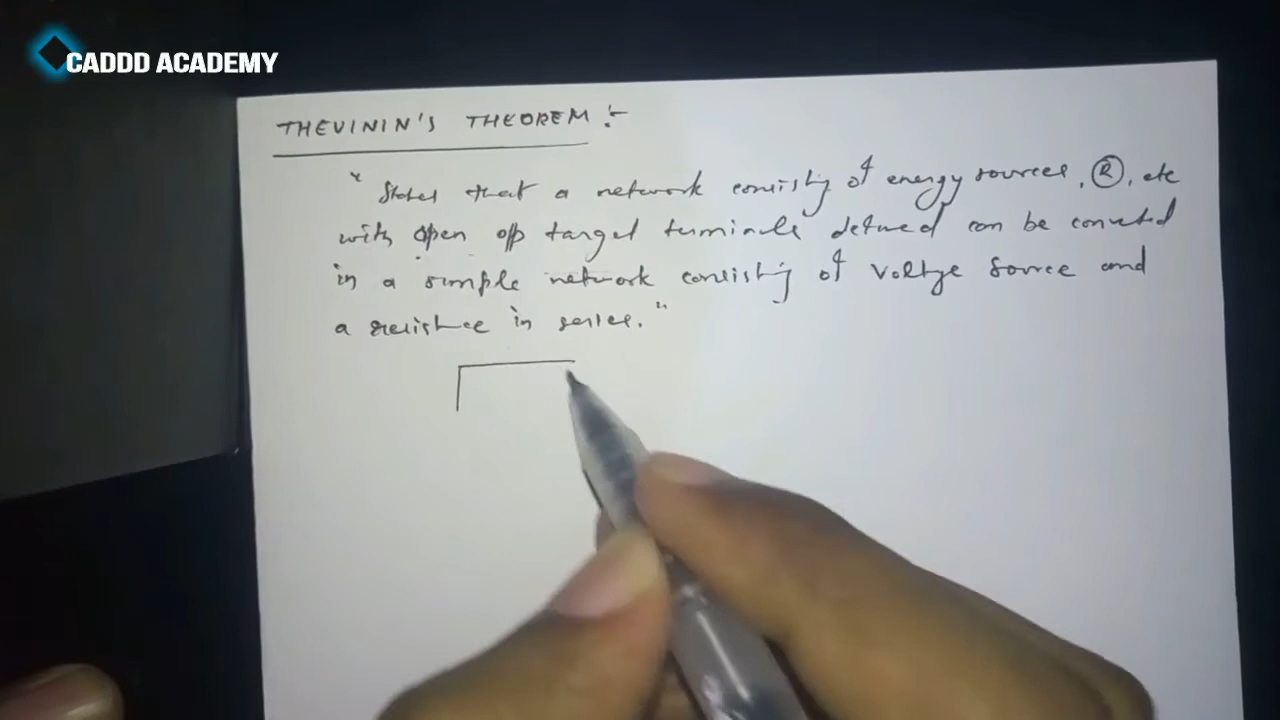 CADDD ACADEMY
THEVININ'S THEOREM :-
" States that a network consisting of energy sources, (R), etc
with open off target terminals defined can be converted
in a simple network consisting of voltage source and
a resistance in series."